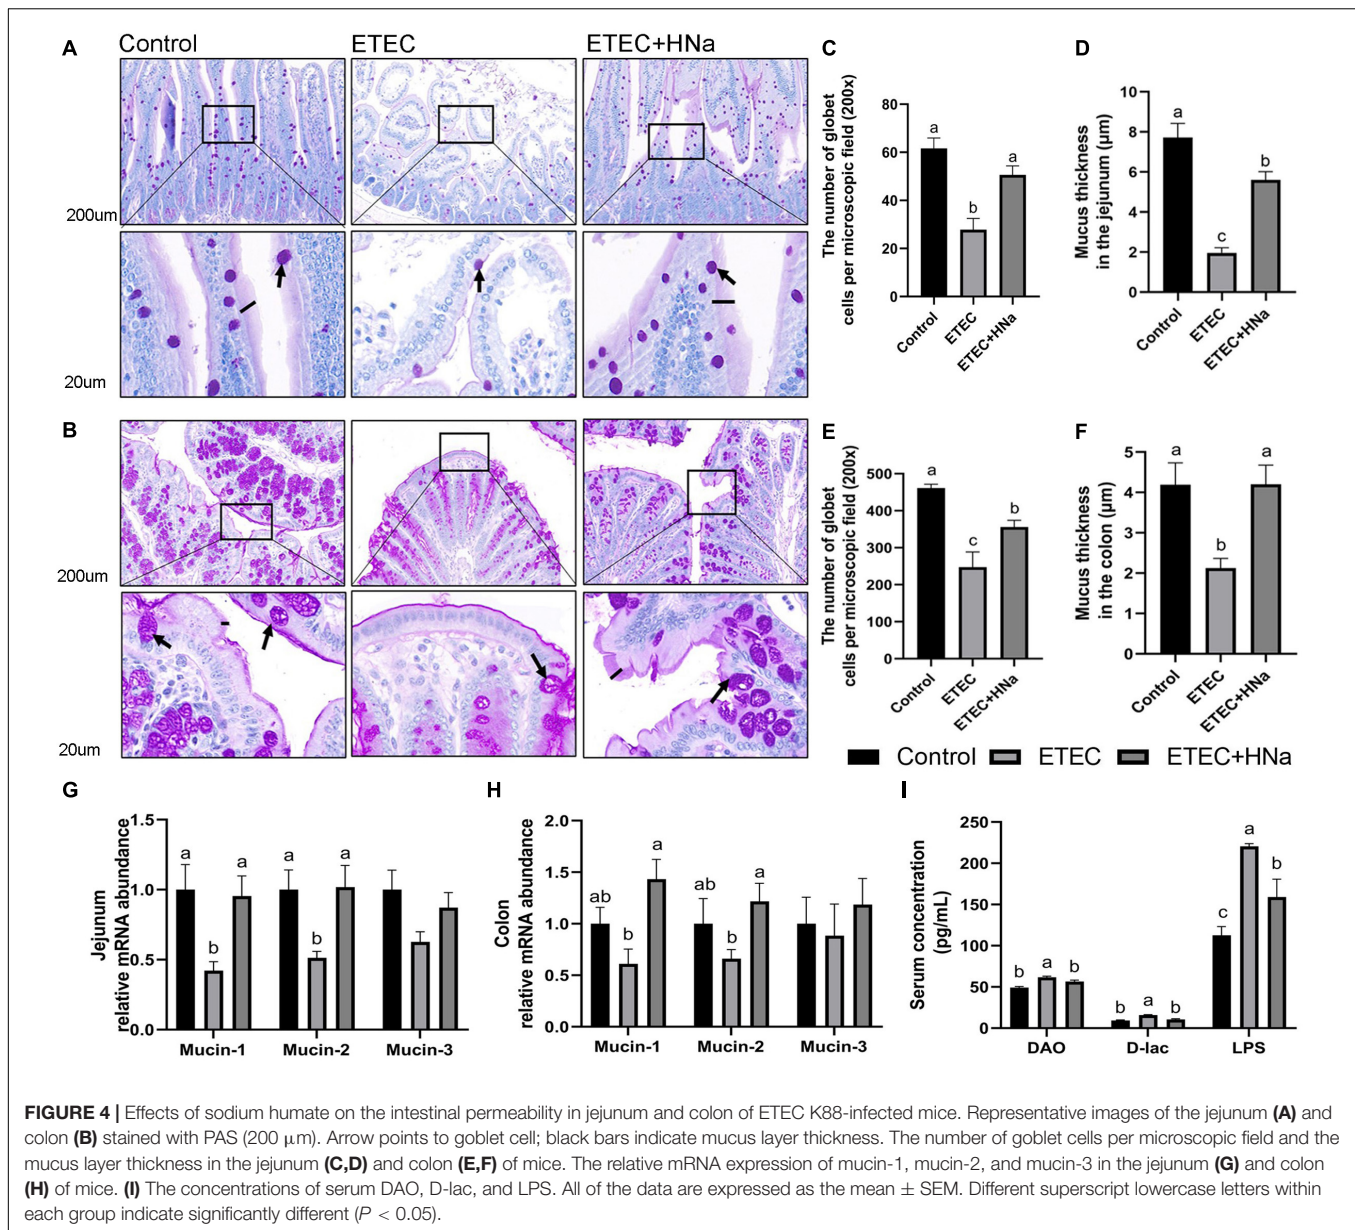 A
Control
ETEC
ETEC+HNa
200um
20um
B
200um
20um
C
The number of globet
cells per microscopic field (200x)
80
60
40
20
0
a
b
a
Control
ETEC
ETEC+HNa
D
Mucus thickness
in the jejunum (μm)
10
8
6
4
2
0
a
c
b
Control
ETEC
ETEC+HNa
E
The number of globet
cells per microscopic field (200x)
500
400
300
200
100
0
a
c
b
Control
ETEC
ETEC+HNa
F
Mucus thickness
in the colon (μm)
5
4
3
2
1
0
a
b
a
Control
ETEC
ETEC+HNa
Control ETEC ETEC+HNa
G
Jejunum
relative mRNA abundance
1.5
1.0
0.5
0.0
a b a
a b a
Mucin-1 Mucin-2 Mucin-3
H
Colon
relative mRNA abundance
2.0
1.5
1.0
0.5
0.0
ab b a
ab b a
Mucin-1 Mucin-2 Mucin-3
I
Serum concentration
(pg/mL)
250
200
150
100
50
0
b a b
b a b
c a b
DAO D-lac LPS
FIGURE 4 | Effects of sodium humate on the intestinal permeability in jejunum and colon of ETEC K88-infected mice. Representative images of the jejunum (A) and
colon (B) stained with PAS (200 μm). Arrow points to goblet cell; black bars indicate mucus layer thickness. The number of goblet cells per microscopic field and the
mucus layer thickness in the jejunum (C,D) and colon (E,F) of mice. The relative mRNA expression of mucin-1, mucin-2, and mucin-3 in the jejunum (G) and colon
(H) of mice. (I) The concentrations of serum DAO, D-lac, and LPS. All of the data are expressed as the mean ± SEM. Different superscript lowercase letters within
each group indicate significantly different (P < 0.05).